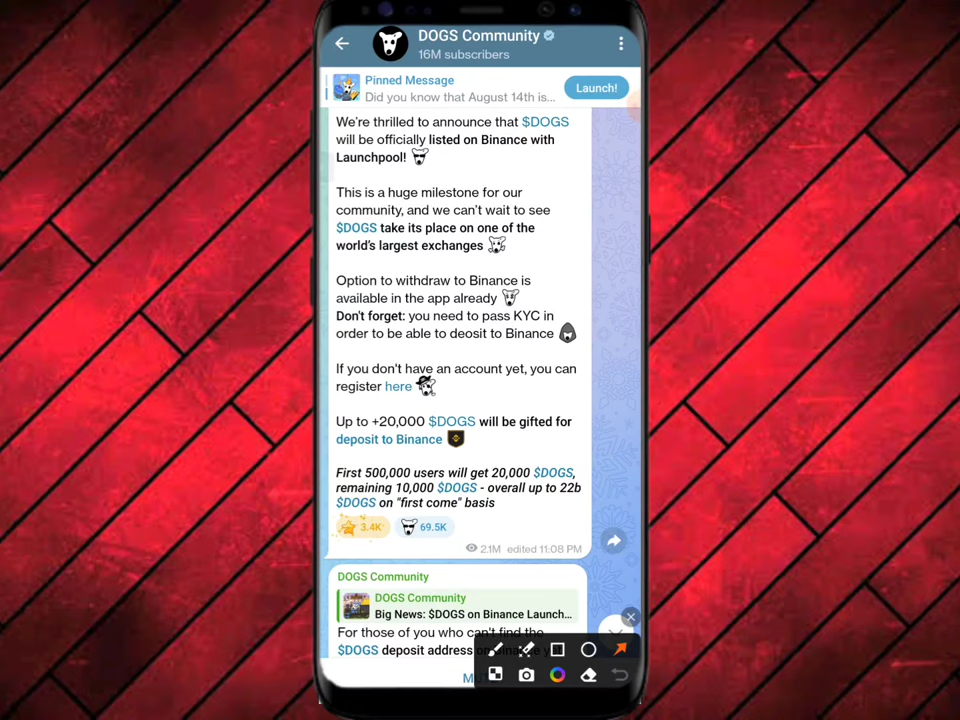 DOGS Community
16M subscribers
Pinned Message
Did you know that August 14th is...
Launch!
We're thrilled to announce that $DOGS
will be officially listed on Binance with
Launchpool!
This is a huge milestone for our
community, and we can't wait to see
$DOGS take its place on one of the
world's largest exchanges
Option to withdraw to Binance is
available in the app already
Don't forget: you need to pass KYC in
order to be able to deosit to Binance
If you don't have an account yet, you can
register here
Up to +20,000 $DOGS will be gifted for
deposit to Binance
First 500,000 users will get 20,000 $DOGS,
remaining 10,000 $DOGS - overall up to 22b
$DOGS on "first come" basis
3.4K 69.5K
2.1M edited 11:08 PM
DOGS Community
DOGS Community
Big News: $DOGS on Binance Launch...
For those of you who can't find the
$DOGS deposit address